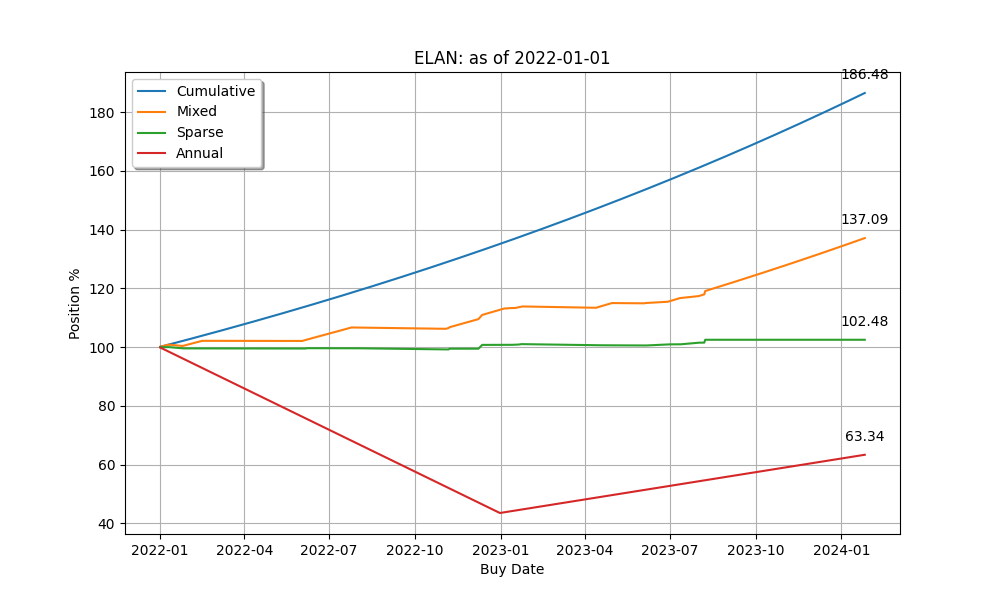 ELAN: as of 2022-01-01
186.48
Cumulative
Mixed
Sparse
Annual
137.09
102.48
63.34
180
160
140
120
100
80
60
40
Position %
2022-01 2022-04 2022-07 2022-10 2023-01 2023-04 2023-07 2023-10 2024-01
Buy Date